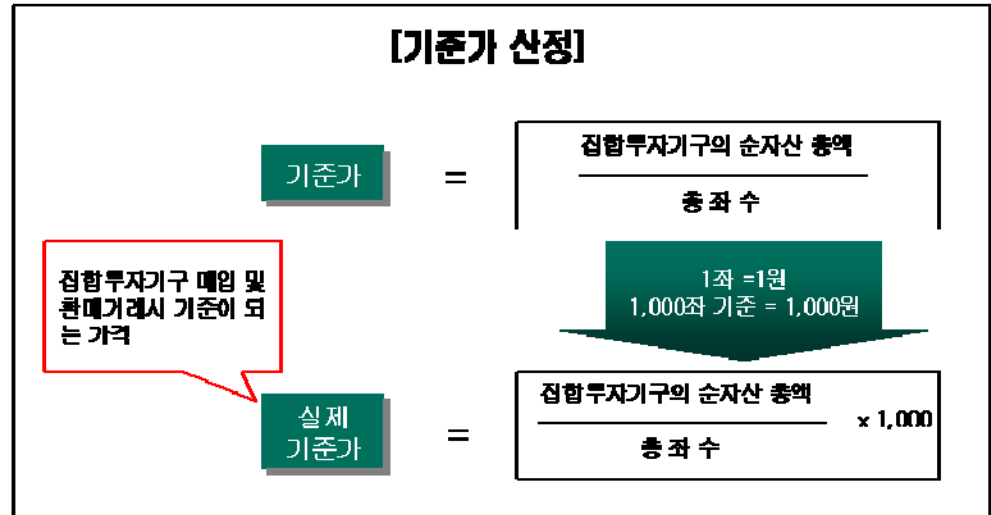 [기준가 산정]
기준가
=
집합투자기구의 순자산 총액
총 좌 수
집합투자기구 매입 및
환매거래시 기준이 되
는 가격
1좌 =1원
1,000좌 기준 = 1,000원
실제
기준가
=
집합투자기구의 순자산 총액
총 좌 수
x 1,000